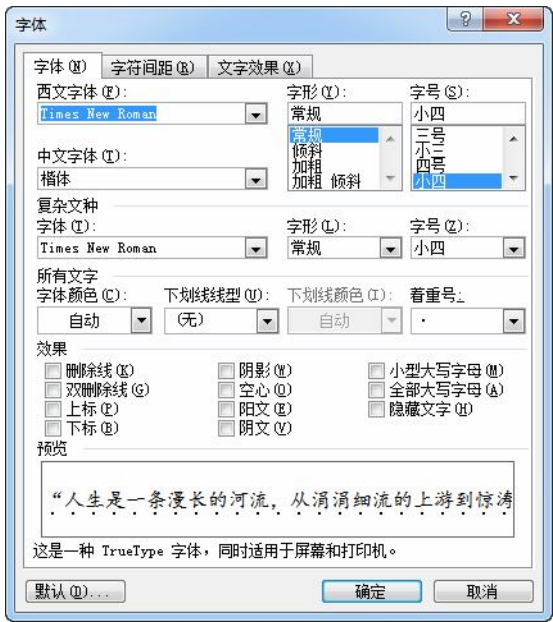 字体
字体(N) 字符间距(R) 文字效果(X)
西文字体(F): 字形(Y): 字号(S):
Times New Roman 常规 小四
常规 三号
倾斜 小三
中文字体(T): 加粗 四号
楷体 加粗 倾斜 小四
复杂文种
字体(T): 字形(L): 字号(Z):
Times New Roman 常规 小四
所有文字
字体颜色(C): 下划线线型(U): 下划线颜色(I): 着重号:
自动 (无) 自动 ·
效果
删除线(K) 阴影(W) 小型大写字母(M)
双删除线(G) 空心(O) 全部大写字母(A)
上标(P) 阳文(E) 隐藏文字(H)
下标(B) 阴文(V)
预览
“人生是一条漫长的河流，从涓涓细流的上游到惊涛
这是一种 TrueType 字体，同时适用于屏幕和打印机。
默认(D)... 确定 取消